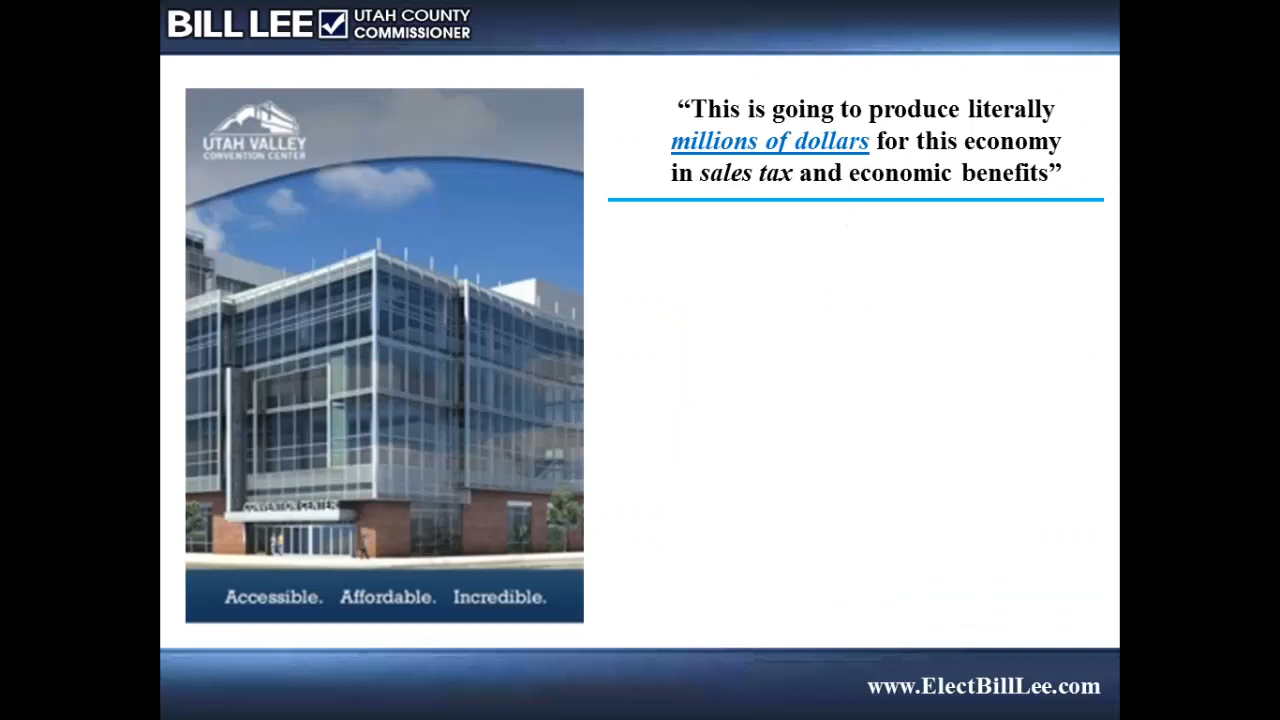 BILL LEE UTAH COUNTY
COMMISSIONER
UTAH VALLEY
CONVENTION CENTER
“This is going to produce literally
millions of dollars for this economy
in sales tax and economic benefits”
CONVENTION CENTER
Accessible. Affordable. Incredible.
www.ElectBillLee.com